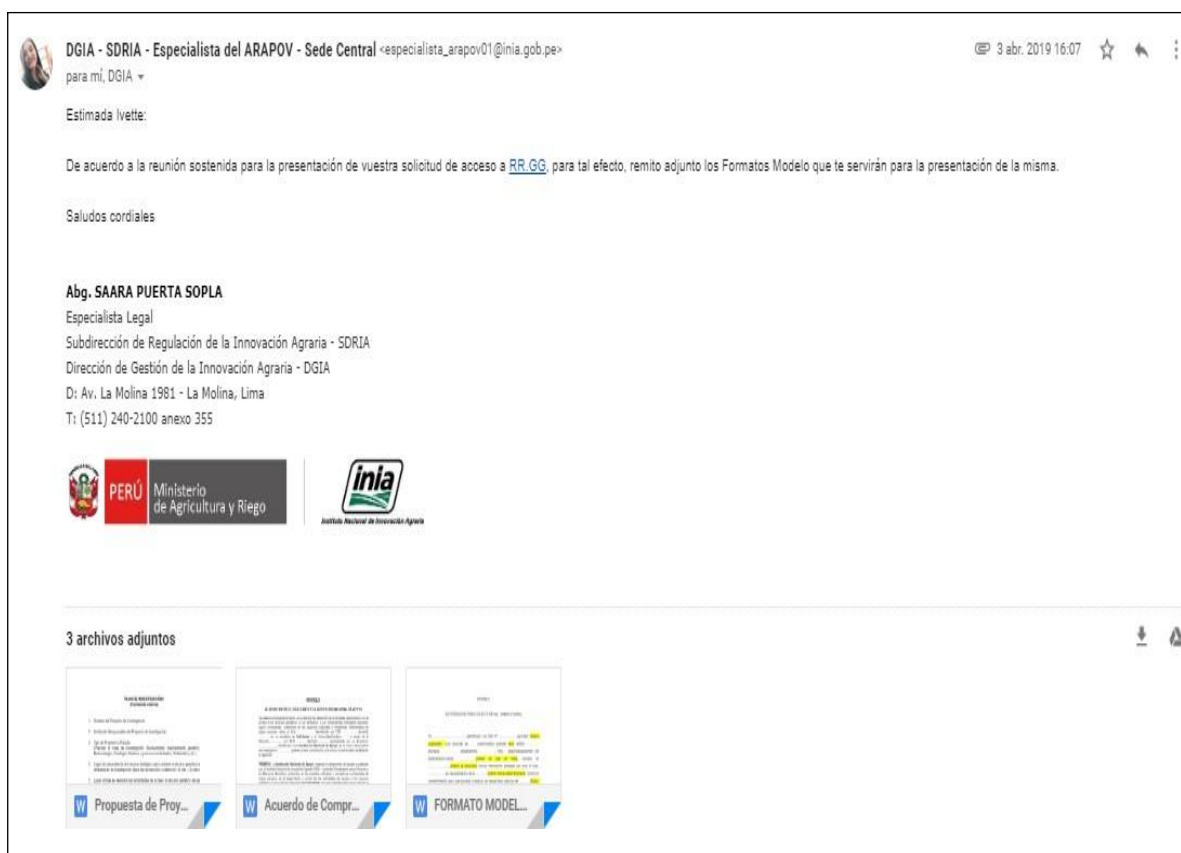 DGIA - SDRIA - Especialista del ARAPOV - Sede Central <especialista_arapov01@inia.gob.pe>
3 abr. 2019 16:07
para mí, DGIA
Estimada Ivette:
De acuerdo a la reunión sostenida para la presentación de vuestra solicitud de acceso a RR.GG, para tal efecto, remito adjunto los Formatos Modelo que te servirán para la presentación de la misma.
Saludos cordiales
Abg. SAARA PUERTA SOPLA
Especialista Legal
Subdirección de Regulación de la Innovación Agraria - SDRIA
Dirección de Gestión de la Innovación Agraria - DGIA
D: Av. La Molina 1981 - La Molina, Lima
T: (511) 240-2100 anexo 355
PERÚ
Ministerio
de Agricultura y Riego
inia
Instituto Nacional de Innovación Agraria
3 archivos adjuntos
W Propuesta de Proy...
W Acuerdo de Compr...
W FORMATO MODEL...